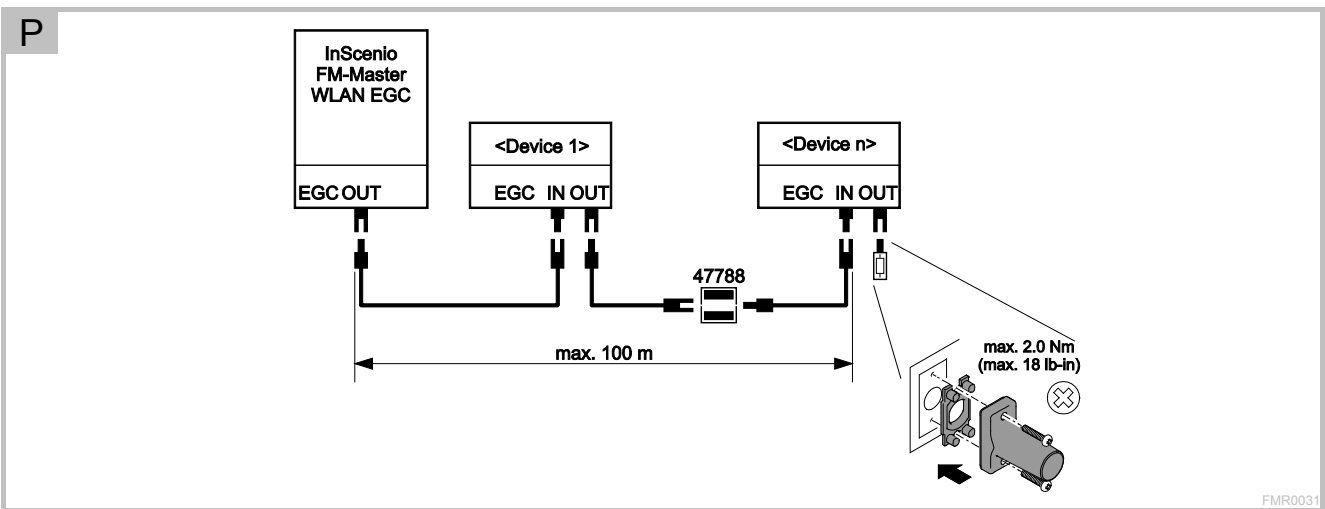 P
InScenio
FM-Master
WLAN EGC
EGC OUT
<Device 1>
EGC IN OUT
<Device n>
EGC IN OUT
47788
max. 100 m
max. 2.0 Nm
(max. 18 lb-in)
FMR0031